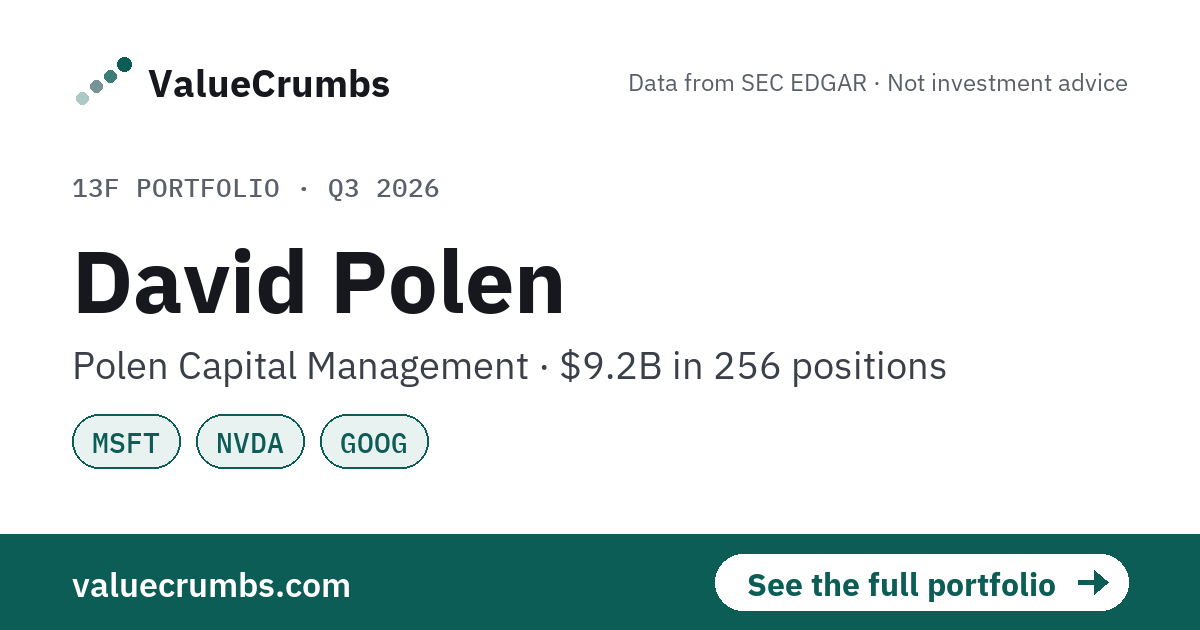 ValueCrumbs
Data from SEC EDGAR · Not investment advice
13F PORTFOLIO · Q3 2026
David Polen
Polen Capital Management · $9.2B in 256 positions
MSFT NVDA GOOG
valuecrumbs.com
See the full portfolio →